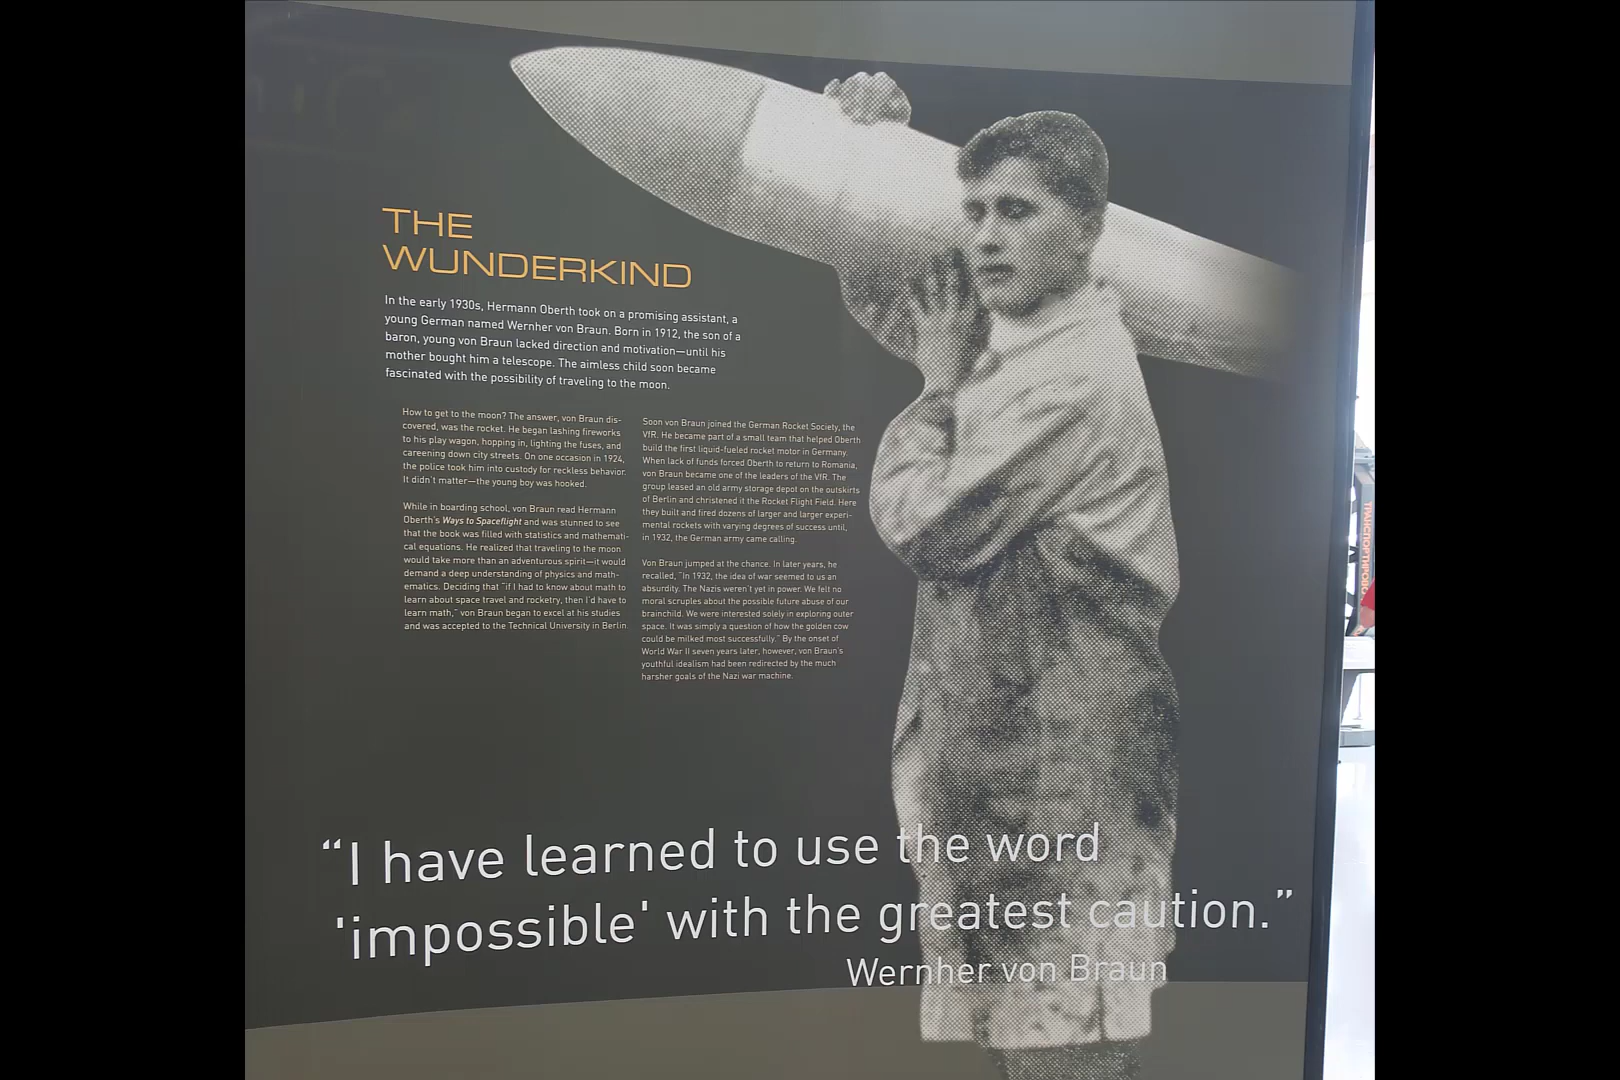 THE
WUNDERKIND
In the early 1930s, Hermann Oberth took on a promising assistant, a
young German named Wernher von Braun. Born in 1912, the son of a
baron, young von Braun lacked direction and motivation—until his
mother bought him a telescope. The aimless child soon became
fascinated with the possibility of traveling to the moon.
How to get to the moon? The answer, von Braun dis-
covered, was the rocket. He began lashing fireworks
to his play wagon, hopping in, lighting the fuses, and
careening down city streets. On one occasion in 1924,
the police took him into custody for reckless behavior.
It didn't matter—the young boy was hooked.
While in boarding school, von Braun read Hermann
Oberth's Ways to Spaceflight and was stunned to see
that the book was filled with statistics and mathemati-
cal equations. He realized that traveling to the moon
would take more than an adventurous spirit—it would
demand a deep understanding of physics and math-
ematics. Deciding that "if I had to know about math to
learn about space travel and rocketry, then I'd have to
learn math," von Braun began to excel at his studies
and was accepted to the Technical University in Berlin.
Soon von Braun joined the German Rocket Society, the
VfR. He became part of a small team that helped Oberth
build the first liquid-fueled rocket motor in Germany.
When lack of funds forced Oberth to return to Romania,
von Braun became one of the leaders of the VfR. The
group leased an old army storage depot on the outskirts
of Berlin and christened it the Rocket Flight Field. Here
they built and fired dozens of larger and larger experi-
mental rockets with varying degrees of success until,
in 1932, the German army came calling.
Von Braun jumped at the chance. In later years, he
recalled, "In 1932, the idea of war seemed to us an
absurdity. The Nazis weren't yet in power. We felt no
moral scruples about the possible future abuse of our
brainchild. We were interested solely in exploring outer
space. It was simply a question of how the golden cow
could be milked most successfully." By the onset of
World War II seven years later, however, von Braun's
youthful idealism had been redirected by the much
harsher goals of the Nazi war machine.
“I have learned to use the word
'impossible' with the greatest caution.”
Wernher von Braun